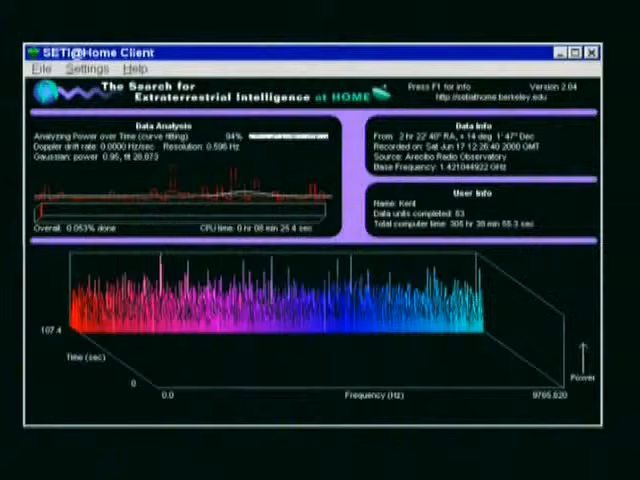 SETI@Home Client
File Settings Help
The Search for
Extraterrestrial Intelligence at HOME
Press F1 for info
Version 2.04
http://setiathome.berkeley.edu
Data Analysis
Analyzing Power over Time (curve fitting) 94%
Doppler drift rate: 0.0000 Hz/sec Resolution: 0.596 Hz
Gaussian: power 0.95, fit 28.873
Overall: 0.053% done
CPU time: 0 hr 08 min 25.4 sec
Data Info
From: 2 hr 22' 40" RA, + 14 deg 1' 47" Dec
Recorded on: Sat Jun 17 12:26:40 2000 GMT
Source: Arecibo Radio Observatory
Base Frequency: 1.421044922 GHz
User Info
Name: Kent
Data units completed: 63
Total computer time: 305 hr 38 min 55.3 sec
107.4
Time (sec)
0
0.0
Frequency (Hz)
9765.820
Power